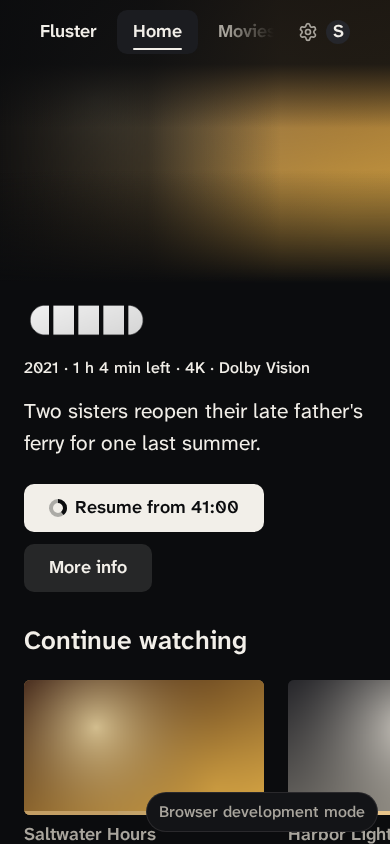 Fluster Home Movies S
2021 · 1 h 4 min left · 4K · Dolby Vision
Two sisters reopen their late father's
ferry for one last summer.
Resume from 41:00
More info
Continue watching
Browser development mode
Saltwater Hours Harbor Light